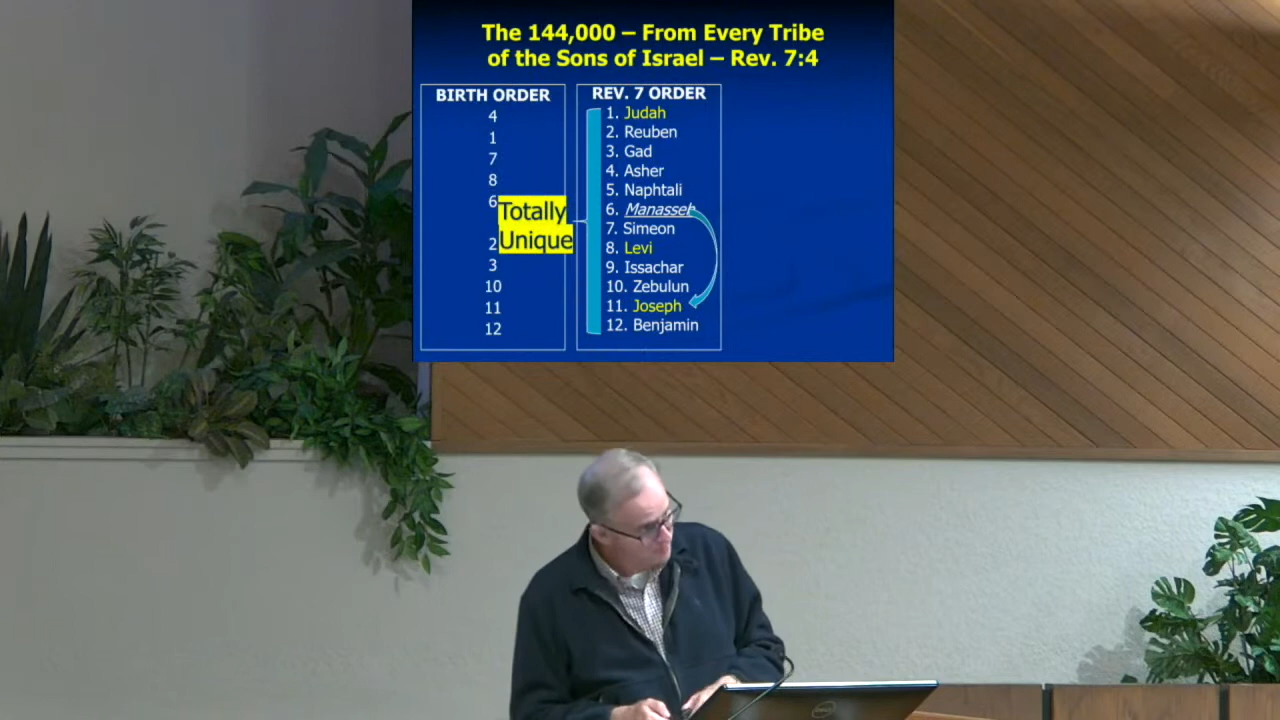 The 144,000 – From Every Tribe
of the Sons of Israel – Rev. 7:4
BIRTH ORDER
4
1
7
8
6
2
3
10
11
12
Totally
Unique
REV. 7 ORDER
1. Judah
2. Reuben
3. Gad
4. Asher
5. Naphtali
6. Manasseh
7. Simeon
8. Levi
9. Issachar
10. Zebulun
11. Joseph
12. Benjamin
DELL